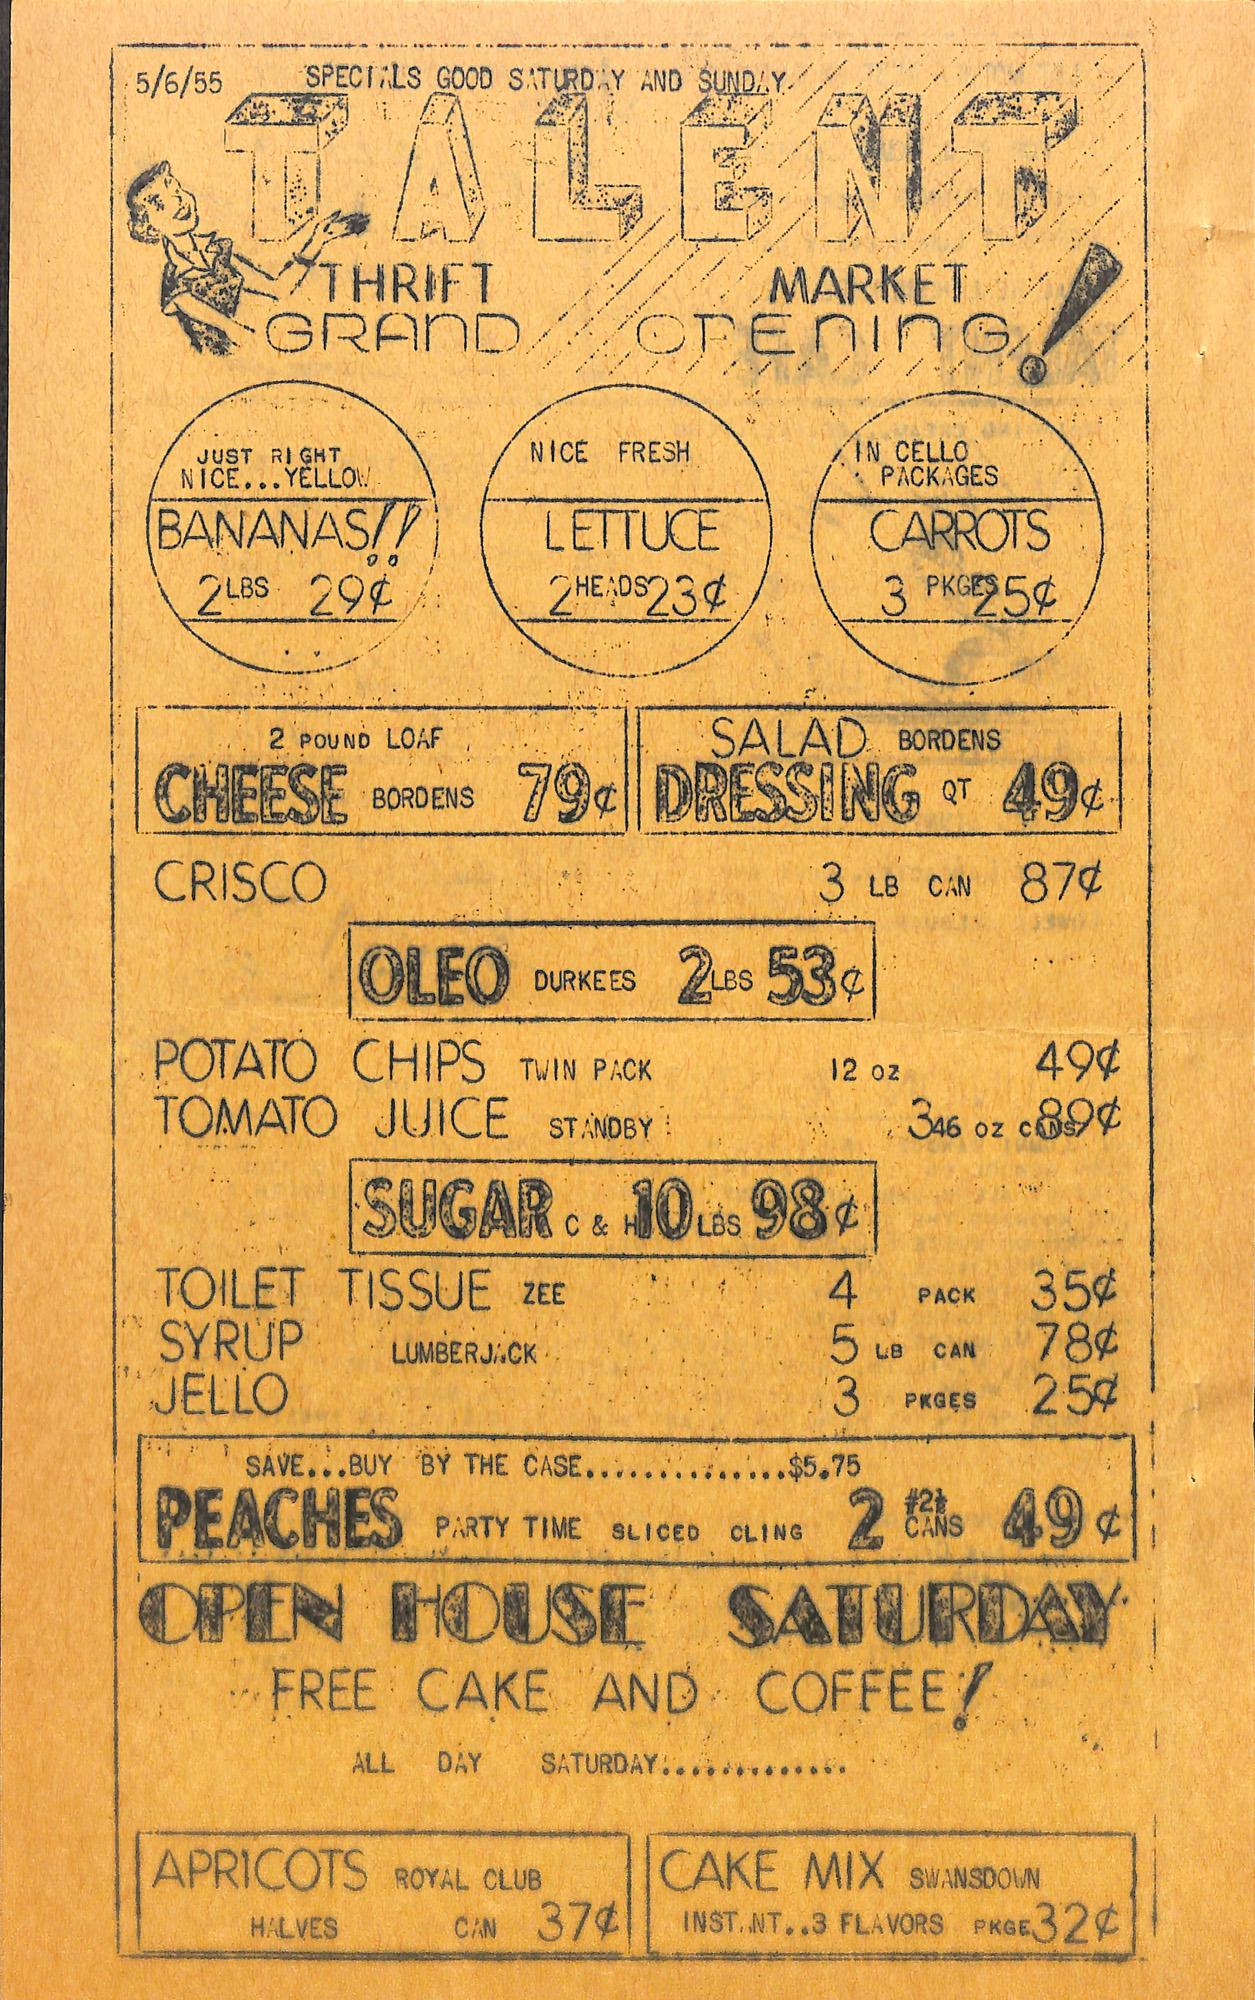 5/6/55 SPECIALS GOOD SATURDAY AND SUNDAY
TALENT
THRIFT MARKET
GRAND OPENING!
JUST RIGHT
NICE...YELLOW
BANANAS!!
2 LBS 29¢
NICE FRESH
LETTUCE
2 HEADS 23¢
IN CELLO
PACKAGES
CARROTS
3 PKGES 25¢
2 POUND LOAF
CHEESE BORDENS 79¢
SALAD BORDENS
DRESSING QT 49¢
CRISCO 3 LB CAN 87¢
OLEO DURKEES 2 LBS 53¢
POTATO CHIPS TWIN PACK 12 OZ 49¢
TOMATO JUICE STANDBY 3 46 OZ CANS 89¢
SUGAR C & H 10 LBS 98¢
TOILET TISSUE ZEE 4 PACK 35¢
SYRUP LUMBERJACK 5 LB CAN 78¢
JELLO 3 PKGES 25¢
SAVE...BUY BY THE CASE..............$5.75
PEACHES PARTY TIME SLICED CLING 2 #2½ CANS 49¢
OPEN HOUSE SATURDAY
FREE CAKE AND COFFEE!
ALL DAY SATURDAY.............
APRICOTS ROYAL CLUB
HALVES CAN 37¢
CAKE MIX SWANSDOWN
INSTANT..3 FLAVORS PKGE 32¢